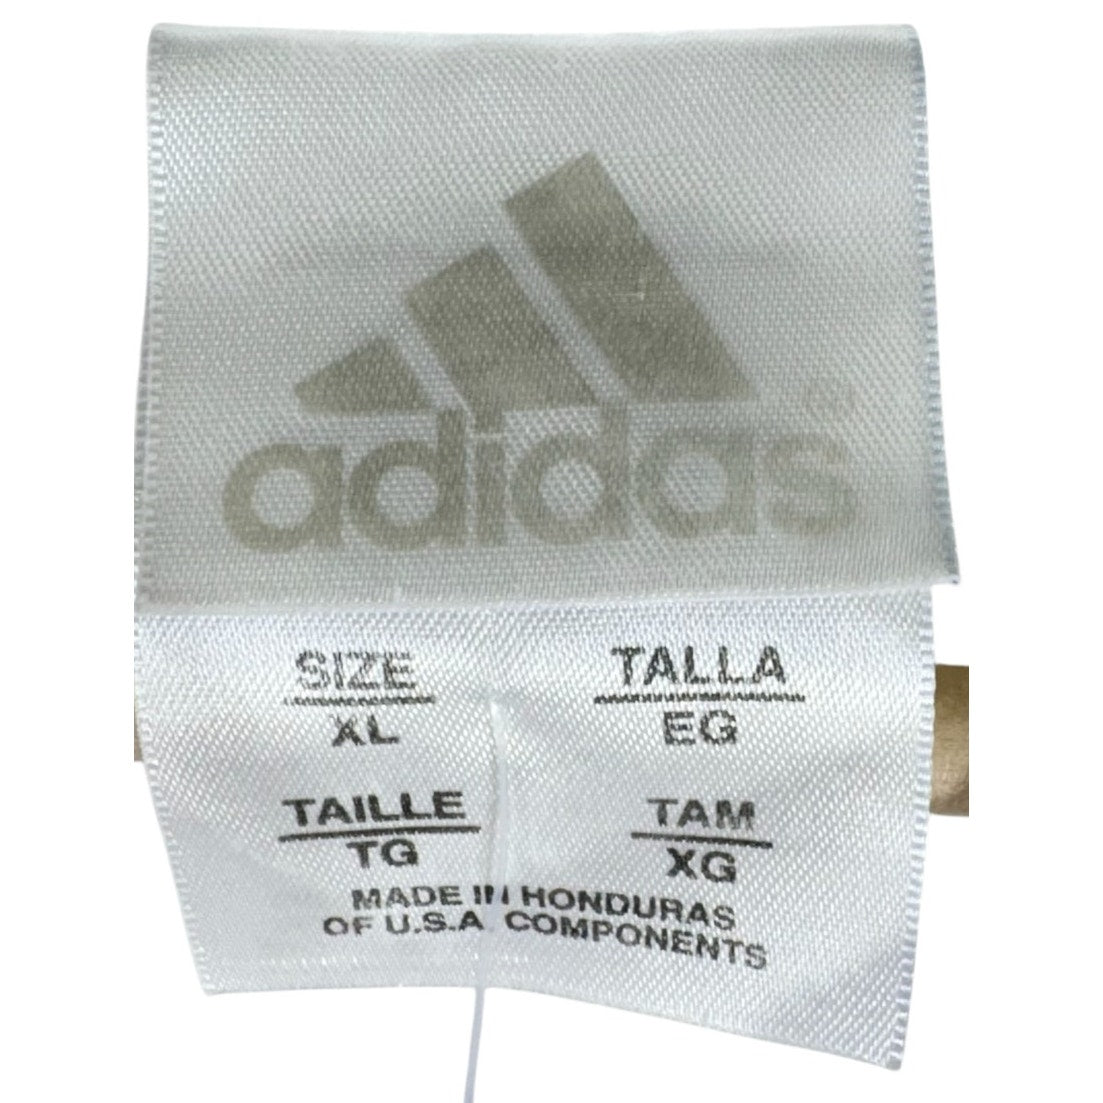 adidas®
SIZE TALLA
XL EG
TAILLE TAM
TG XG
MADE IN HONDURAS
OF U.S.A COMPONENTS